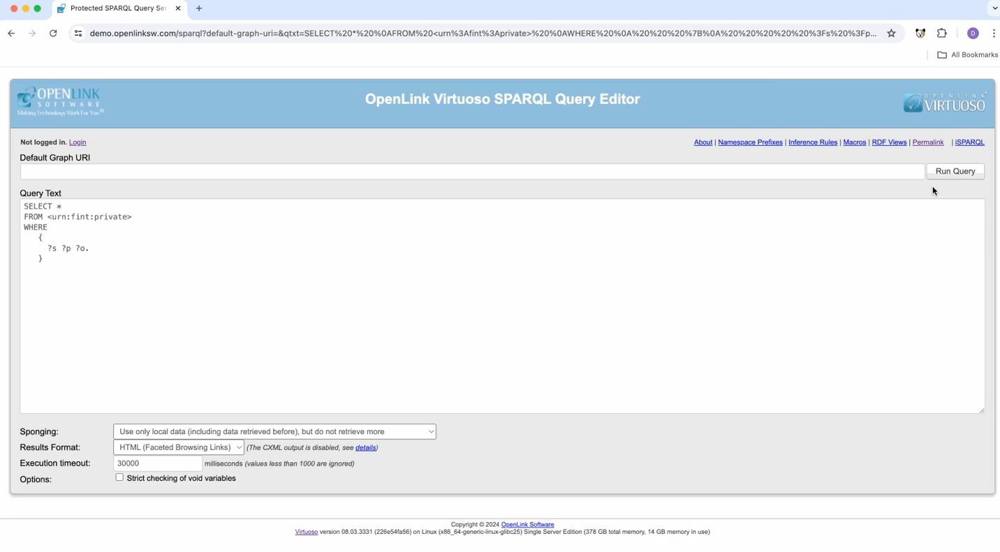 Protected SPARQL Query Ser
demo.openlinksw.com/sparql?default-graph-uri=&qtxt=SELECT%20*%20%0AFROM%20<urn%3Afint%3Aprivate>%20%0AWHERE%20%0A%20%20%20%7B%0A%20%20%20%20%20%3Fs%20%3Fp...
D
All Bookmarks
OPENLINK
SOFTWARE
Making Technology Work For You
OpenLink Virtuoso SPARQL Query Editor
OPENLINK
VIRTUOSO
Not logged in. Login
About | Namespace Prefixes | Inference Rules | Macros | RDF Views | Permalink | iSPARQL
Default Graph URI
Run Query
Query Text
SELECT *
FROM <urn:fint:private>
WHERE
{
?s ?p ?o.
}
Sponging: Use only local data (including data retrieved before), but do not retrieve more
Results Format: HTML (Faceted Browsing Links) (The CXML output is disabled, see details)
Execution timeout: 30000 milliseconds (values less than 1000 are ignored)
Options: Strict checking of void variables
Copyright © 2024 OpenLink Software
Virtuoso version 08.03.3331 (226e54fa56) on Linux (x86_64-generic-linux-glibc25) Single Server Edition (378 GB total memory, 14 GB memory in use)